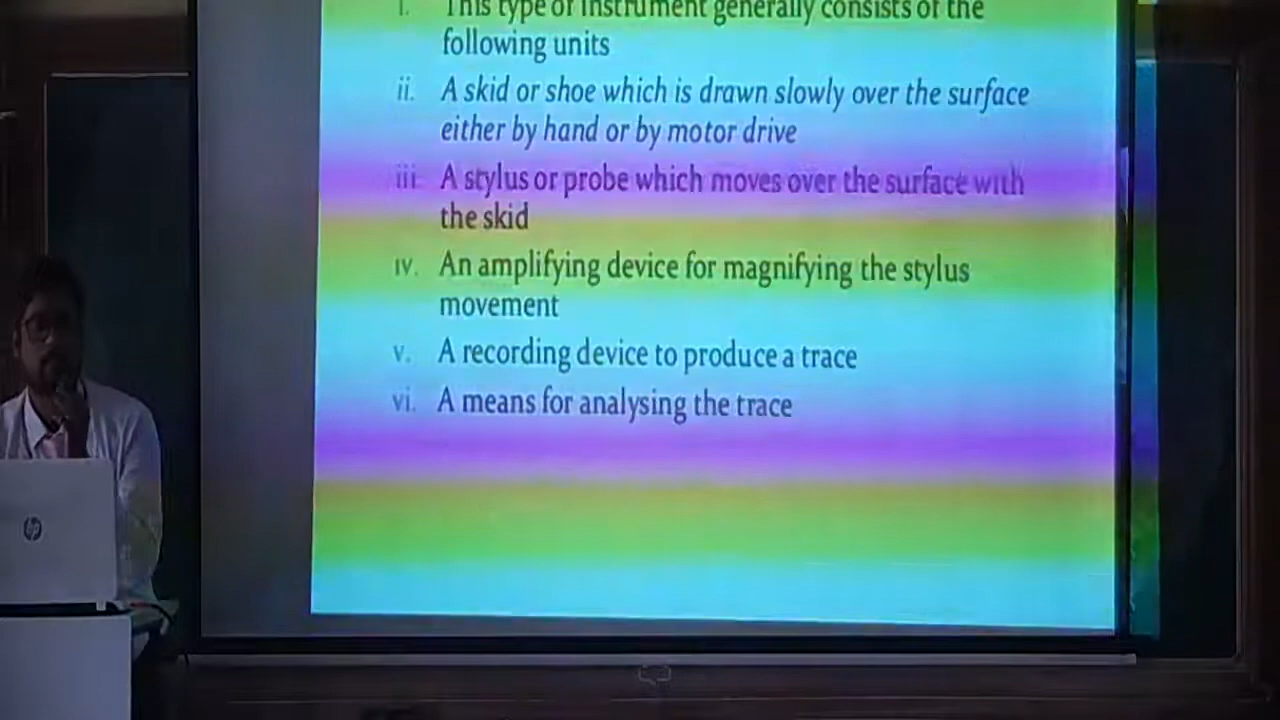 i. This type of instrument generally consists of the
following units
ii. A skid or shoe which is drawn slowly over the surface
either by hand or by motor drive
iii. A stylus or probe which moves over the surface with
the skid
iv. An amplifying device for magnifying the stylus
movement
v. A recording device to produce a trace
vi. A means for analysing the trace
hp